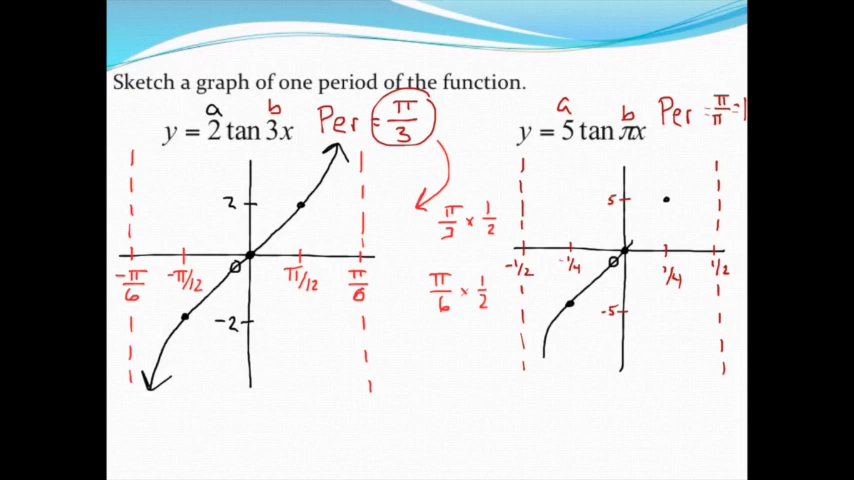 Sketch a graph of one period of the function.
a b
y = 2 tan 3x Per = π/3
a b
y = 5 tan πx Per = π/π = 1
2
-π/6 -π/12 0 π/12 π/6
-2
π/3 × 1/2
π/6 × 1/2
5
-1/2 -1/4 0 1/4 1/2
-5